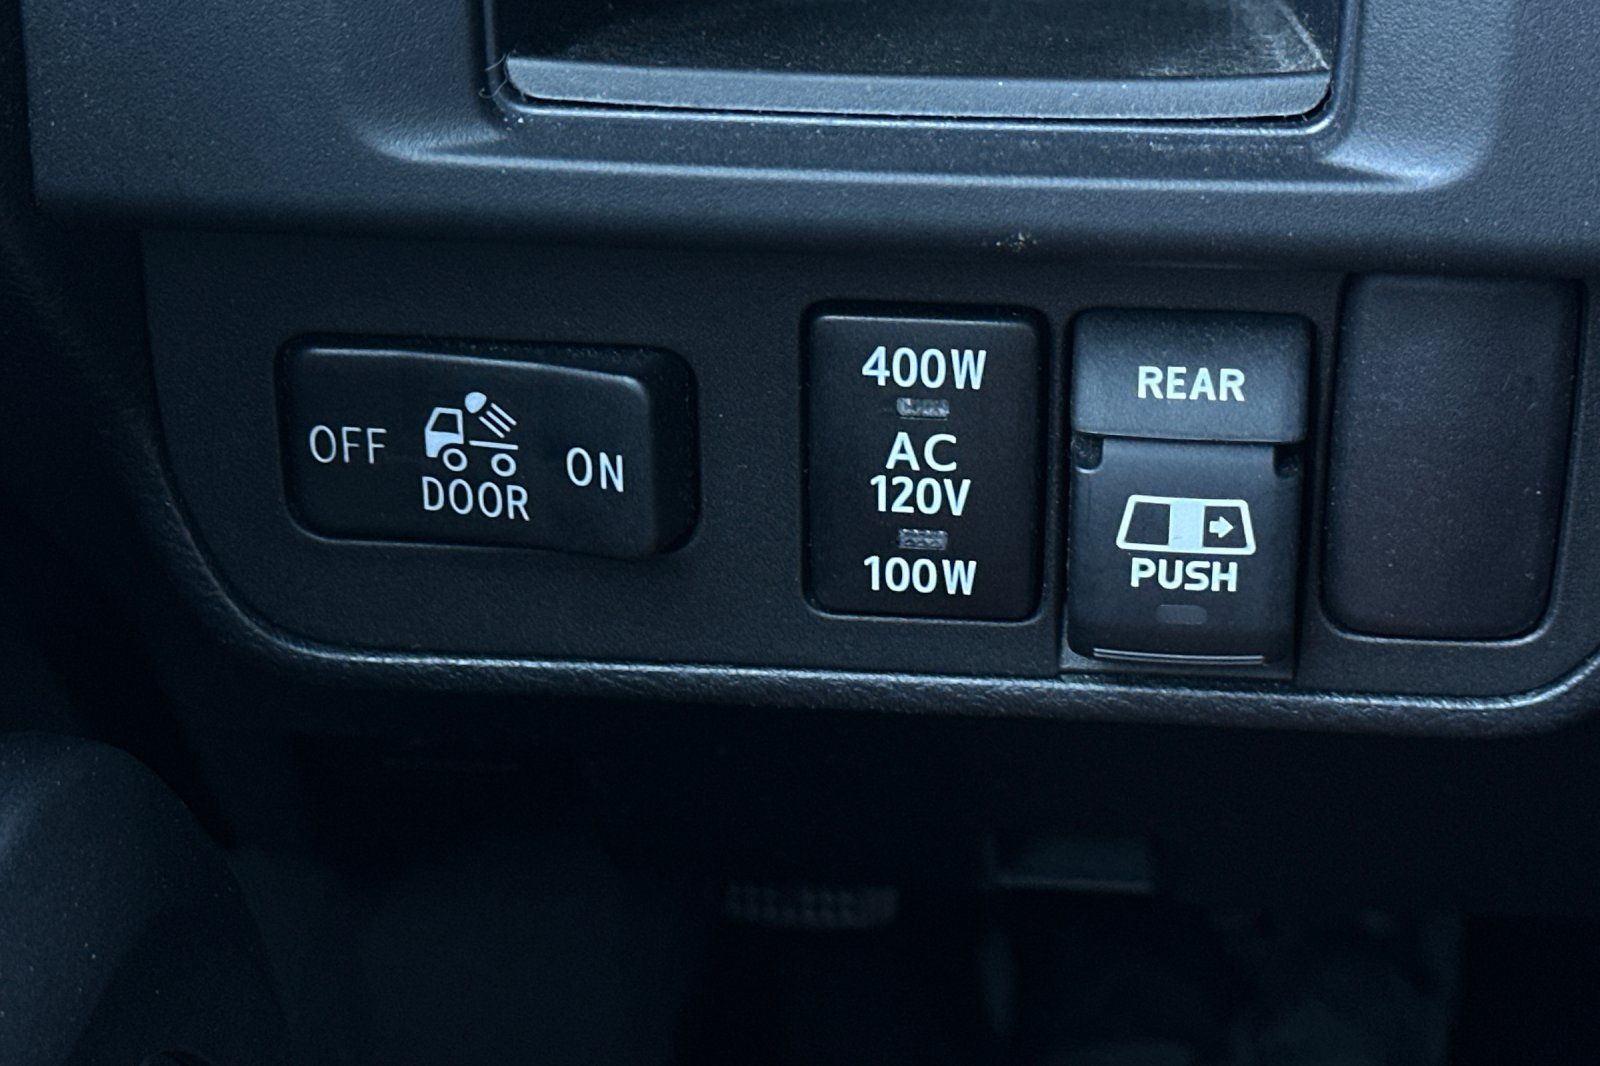 OFF
DOOR
ON
400W
AC
120V
100W
REAR
PUSH